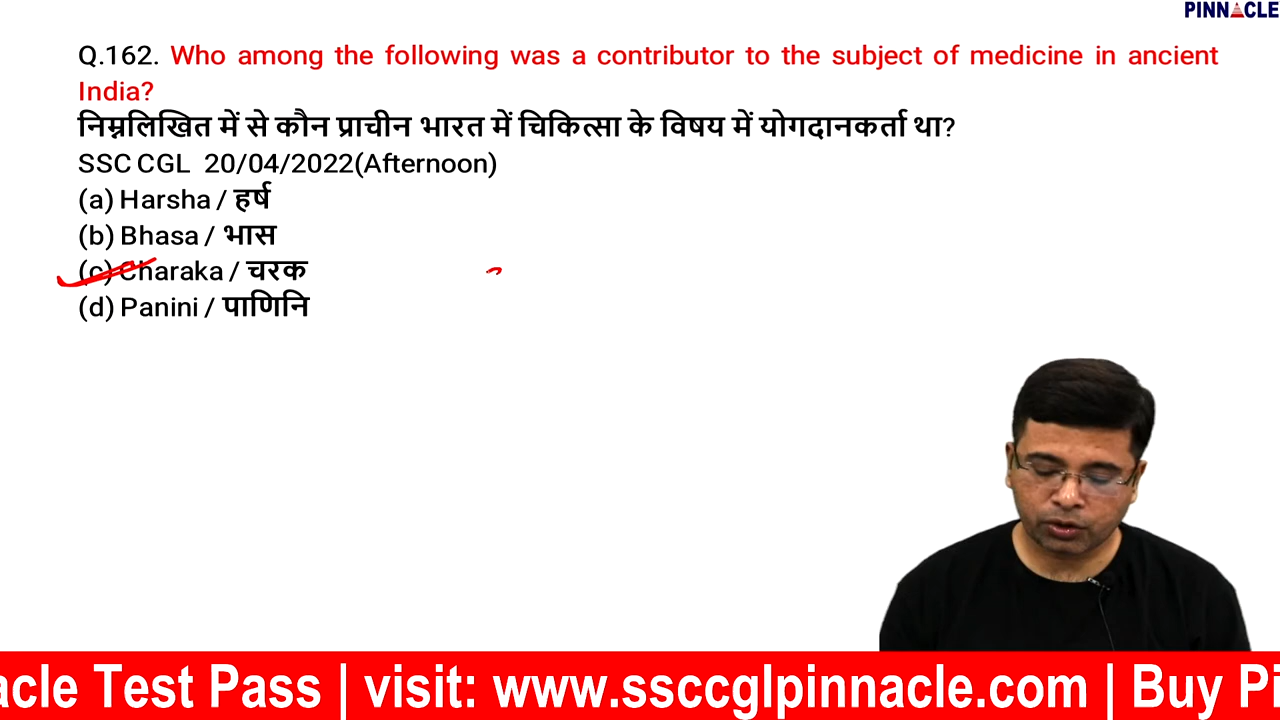 PINNACLE
Q.162. Who among the following was a contributor to the subject of medicine in ancient
India?
निम्नलिखित में से कौन प्राचीन भारत में चिकित्सा के विषय में योगदानकर्ता था?
SSC CGL 20/04/2022(Afternoon)
(a) Harsha / हर्ष
(b) Bhasa / भास
(c) Charaka / चरक
(d) Panini / पाणिनि
acle Test Pass | visit: www.ssccglpinnacle.com | Buy Pi